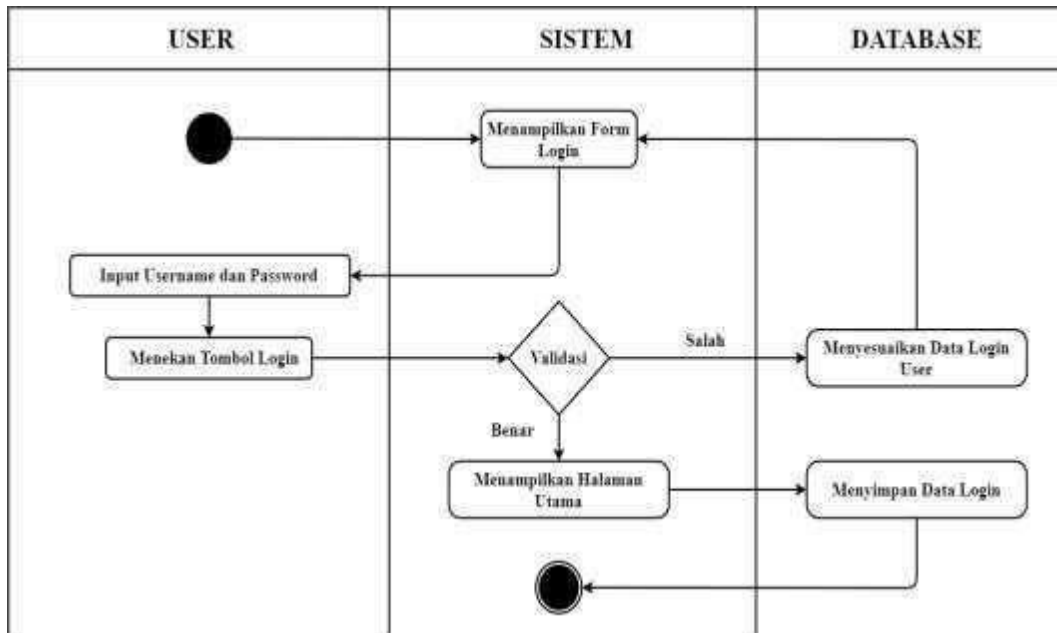 USER
SISTEM
DATABASE
Menampilkan Form
Login
Input Username dan Password
Menekan Tombol Login
Validasi
Salah
Menyesuaikan Data Login
User
Benar
Menampilkan Halaman
Utama
Menyimpan Data Login